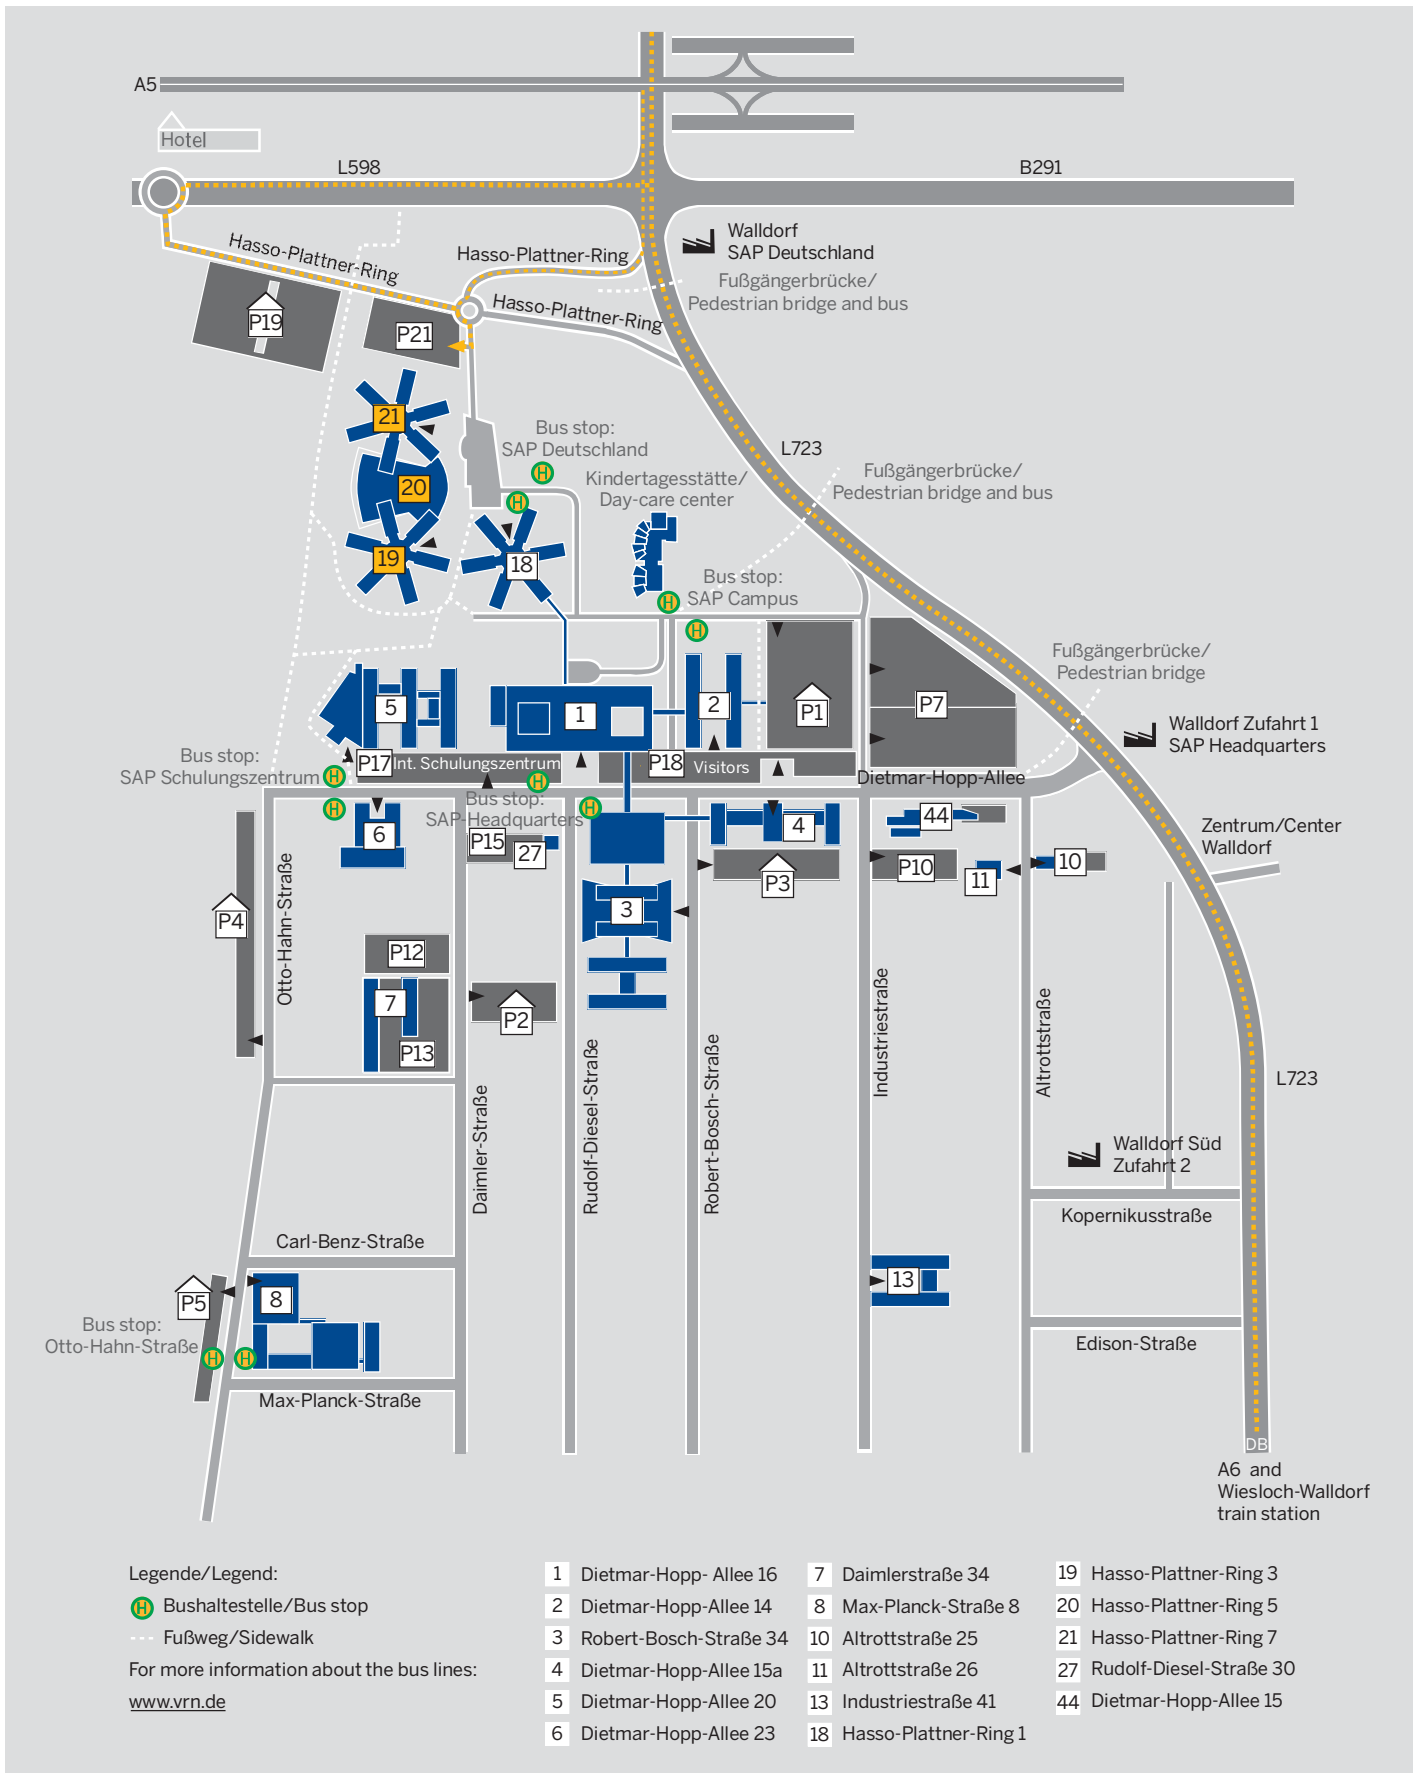 A5
Hotel
L598
B291
Walldorf
SAP Deutschland
Hasso-Plattner-Ring
Hasso-Plattner-Ring
Fußgängerbrücke/
Pedestrian bridge and bus
Hasso-Plattner-Ring
P19
P21
21
Bus stop:
SAP Deutschland
H
L723
Fußgängerbrücke/
Pedestrian bridge and bus
Kindertagesstätte/
Day-care center
20
H
19
18
Bus stop:
SAP Campus
H
H
Fußgängerbrücke/
Pedestrian bridge
5
1
2
P1
P7
Walldorf Zufahrt 1
SAP Headquarters
Bus stop:
SAP Schulungszentrum
H
P17
Int. Schulungszentrum
P18
Visitors
Dietmar-Hopp-Allee
H
H
Bus stop:
SAP-Headquarters
H
6
P15
27
4
44
Zentrum/Center
Walldorf
P3
P10
11
10
P4
Otto-Hahn-Straße
3
P12
7
P13
P2
Industriestraße
Altrottstraße
L723
Daimler-Straße
Rudolf-Diesel-Straße
Robert-Bosch-Straße
Walldorf Süd
Zufahrt 2
Kopernikusstraße
Carl-Benz-Straße
P5
8
13
Bus stop:
Otto-Hahn-Straße
H
H
Edison-Straße
Max-Planck-Straße
DB
A6 and
Wiesloch-Walldorf
train station
Legende/Legend:
H Bushaltestelle/Bus stop
Fußweg/Sidewalk
For more information about the bus lines:
www.vrn.de
1 Dietmar-Hopp- Allee 16
2 Dietmar-Hopp-Allee 14
3 Robert-Bosch-Straße 34
4 Dietmar-Hopp-Allee 15a
5 Dietmar-Hopp-Allee 20
6 Dietmar-Hopp-Allee 23
7 Daimlerstraße 34
8 Max-Planck-Straße 8
10 Altrottstraße 25
11 Altrottstraße 26
13 Industriestraße 41
18 Hasso-Plattner-Ring 1
19 Hasso-Plattner-Ring 3
20 Hasso-Plattner-Ring 5
21 Hasso-Plattner-Ring 7
27 Rudolf-Diesel-Straße 30
44 Dietmar-Hopp-Allee 15